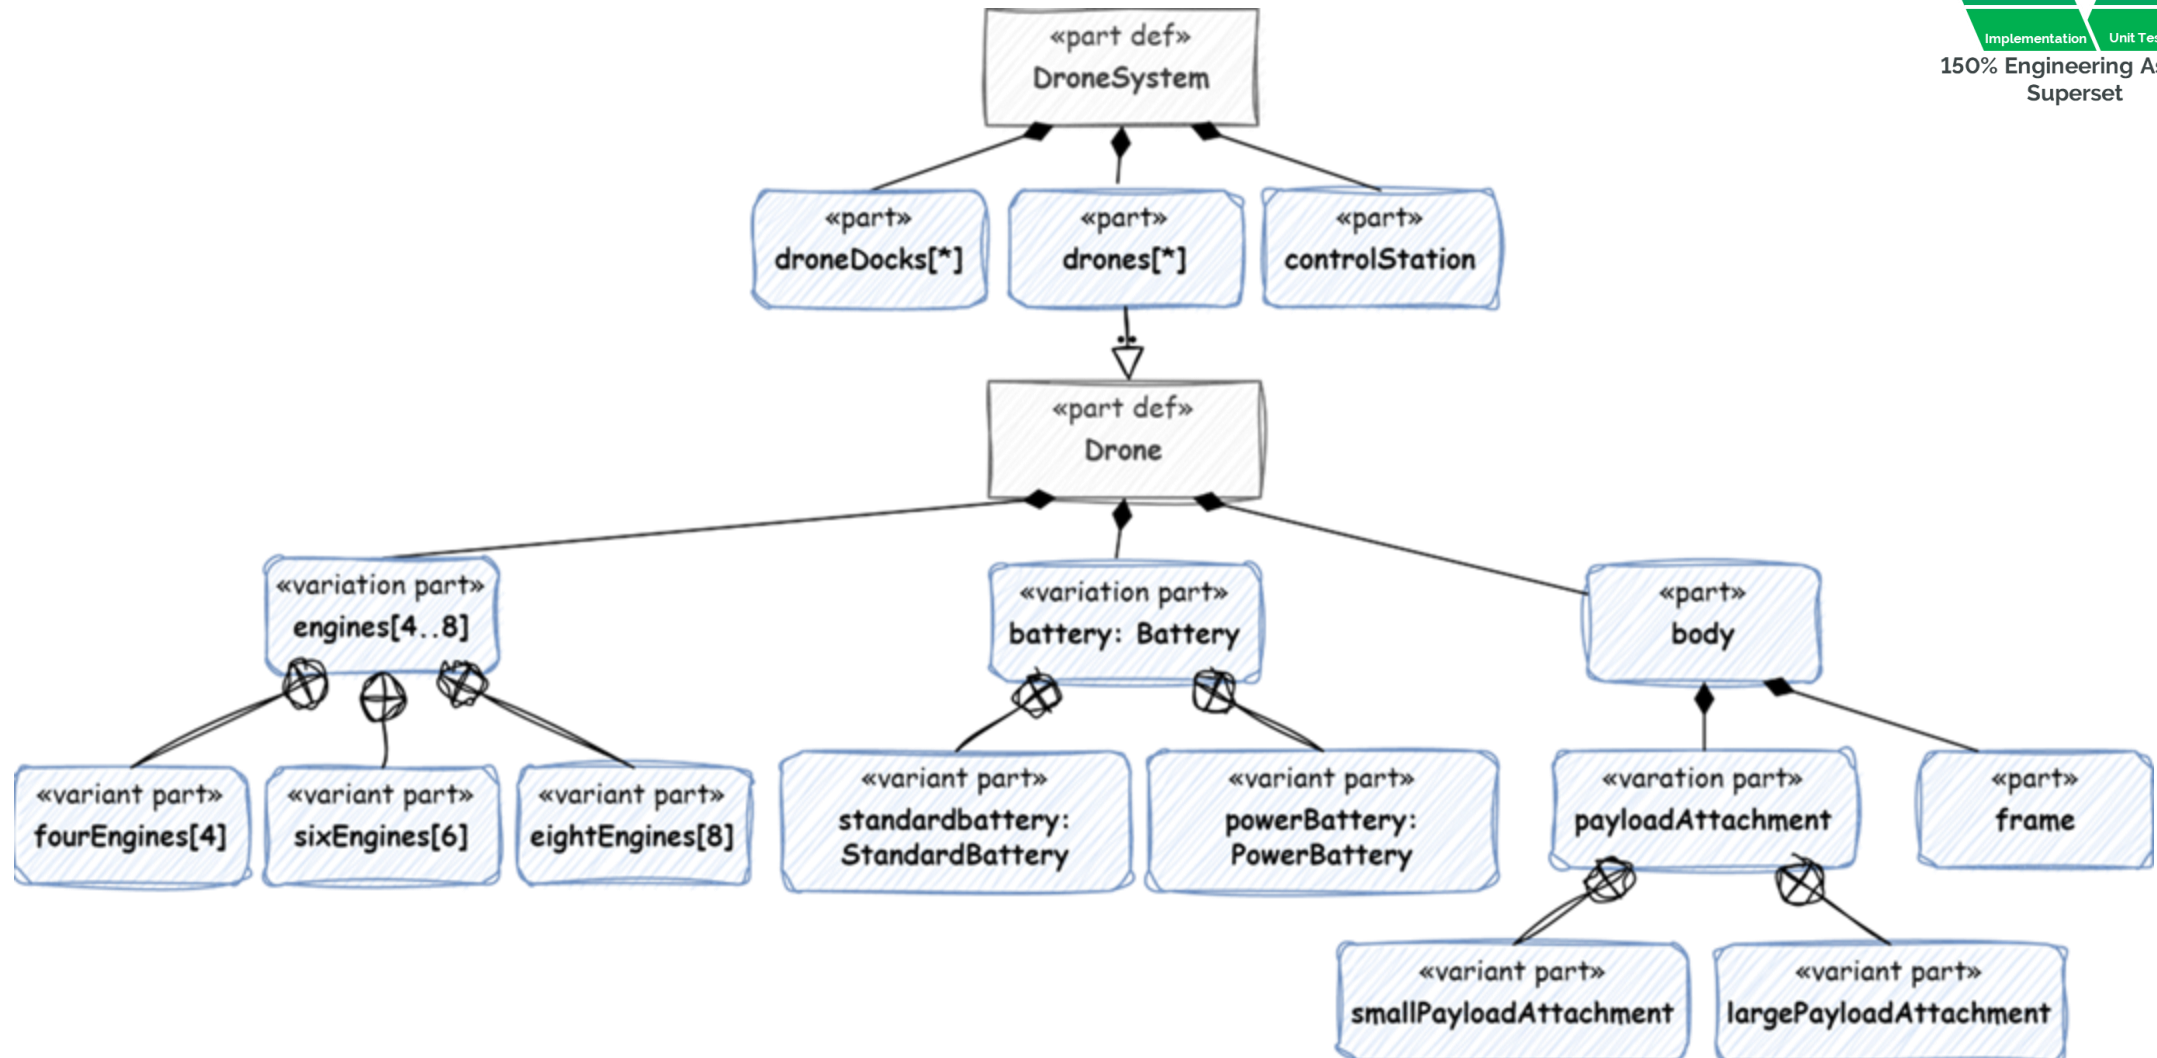 «part def»
DroneSystem
Implementation
150% Engineering
Superset
«part»
droneDocks[*]
«part»
drones[*]
«part»
controlStation
«part def»
Drone
«variation part»
engines[4..8]
«variation part»
battery: Battery
«part»
body
«variant part»
fourEngines[4]
«variant part»
sixEngines[6]
«variant part»
eightEngines[8]
«variant part»
standardbattery:
StandardBattery
«variant part»
powerBattery:
PowerBattery
«varation part»
payloadAttachment
«part»
frame
«variant part»
smallPayloadAttachment
«variant part»
largePayloadAttachment